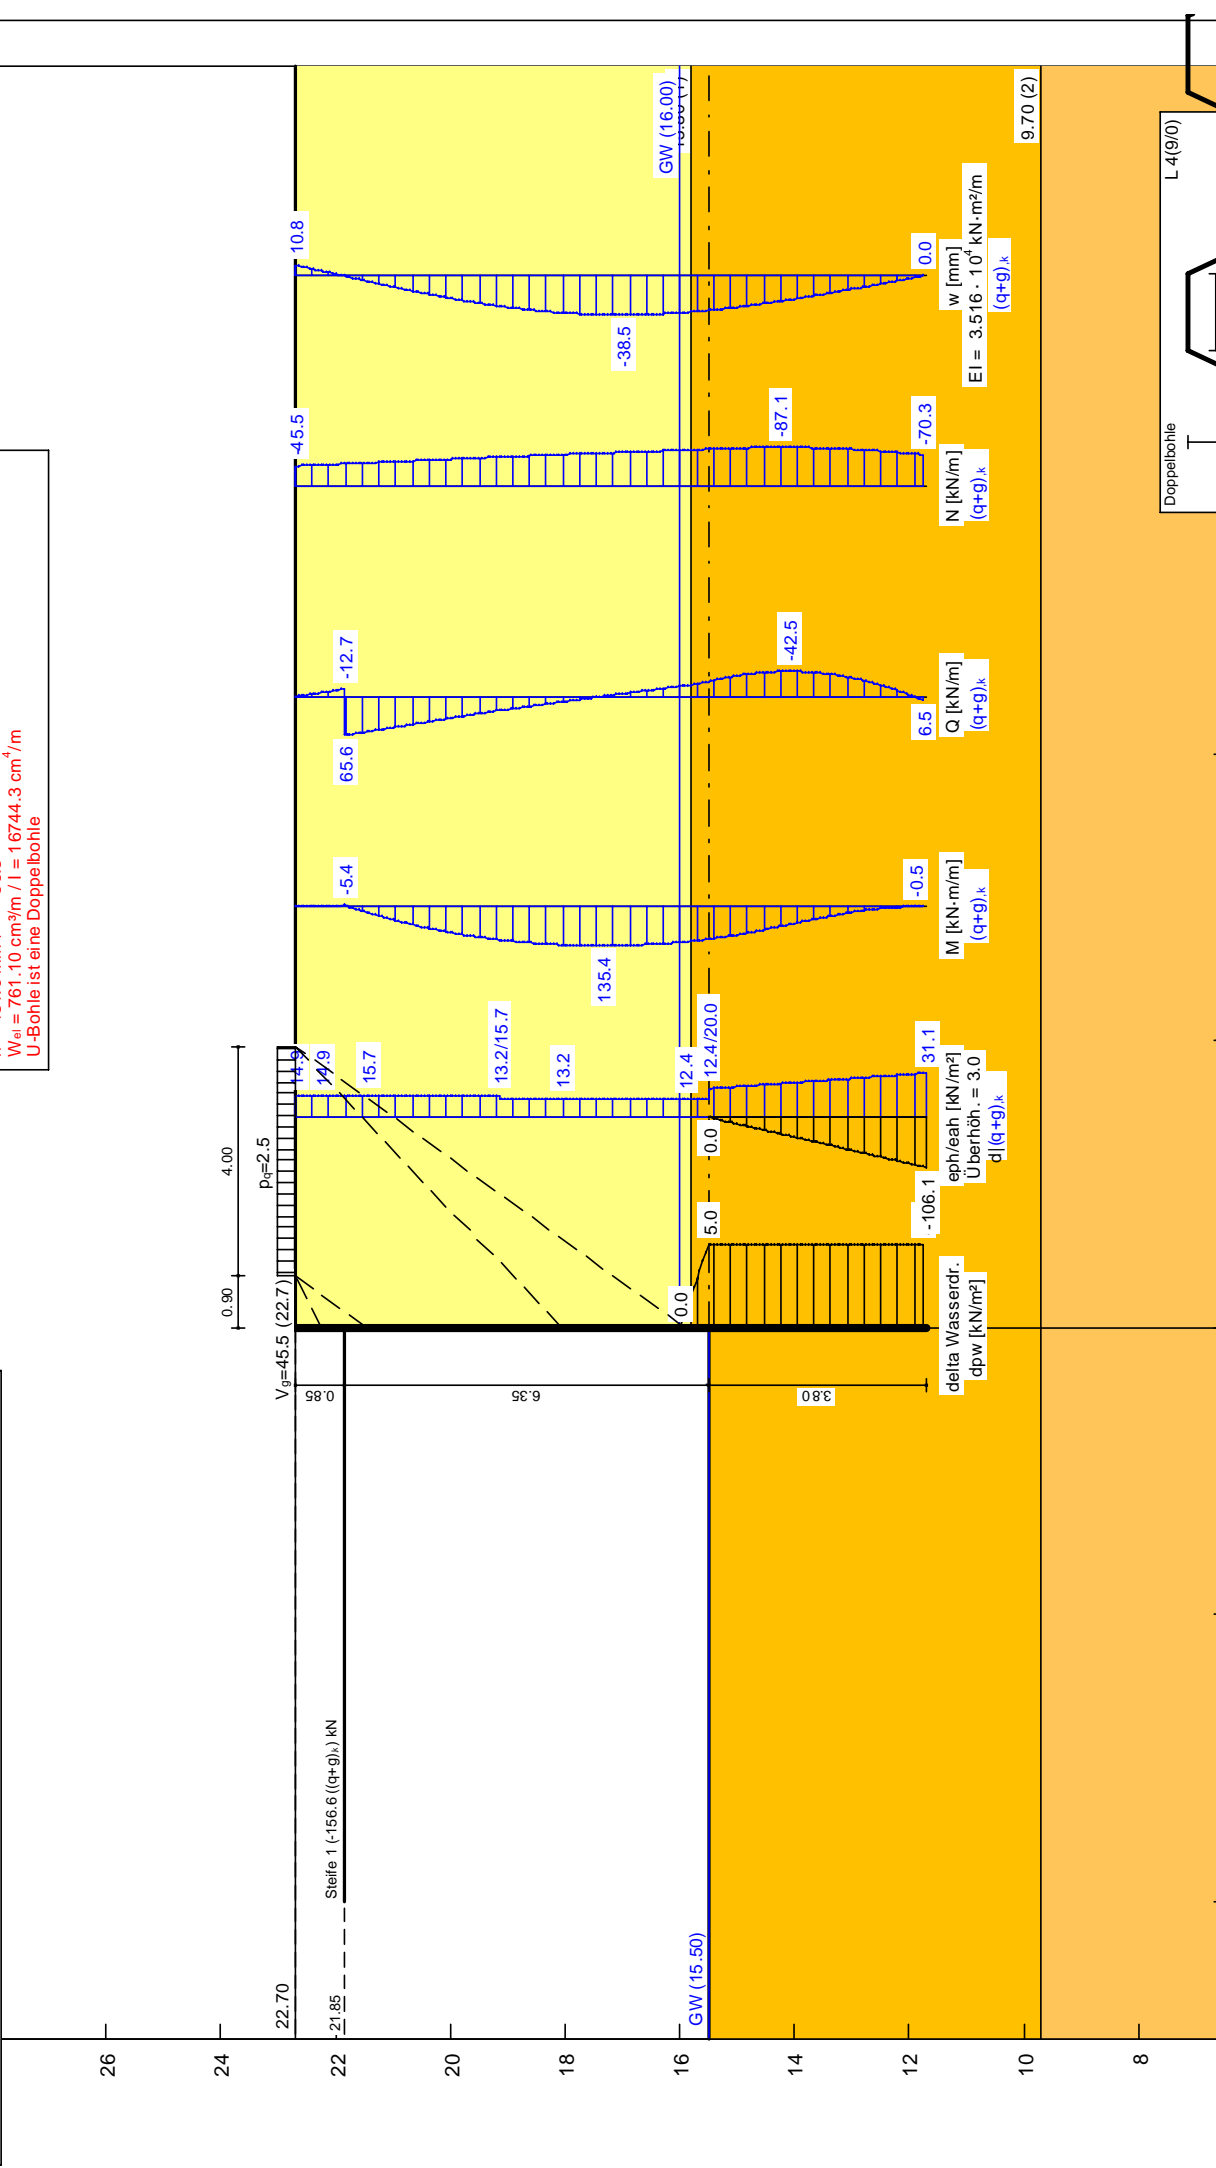 W el = 761.10 cm³/m / I = 16744.3 cm⁴/m
U-Bohle ist eine Doppelbohle
GW (16.00)
9.70 (2)
L 4(9/0)
Doppelbohle
10.8
-38.5
0.0
w [mm]
EI = 3.516 · 10⁴ kN·m²/m
(q+g),k
-45.5
-87.1
-70.3
N [kN/m]
(q+g),k
-12.7
65.6
-42.5
6.5
Q [kN/m]
(q+g),k
-5.4
135.4
-0.5
M [kN·m/m]
(q+g),k
14.9
14.9
15.7
13.2/15.7
13.2
12.4
12.4/20.0
31.1
0.0
-106.1
eph/eah [kN/m²]
Überhöh. = 3.0
d|(q+g),k
4.00
pq=2.5
0.90
Vg=45.5 (22.7)
0.0
5.0
delta Wasserdr.
dpw [kN/m²]
0.85
6.35
3.80
Steife 1 (-156.6 ((q+g)k) kN
22.70
21.85
GW (15.50)
26
24
22
20
18
16
14
12
10
8